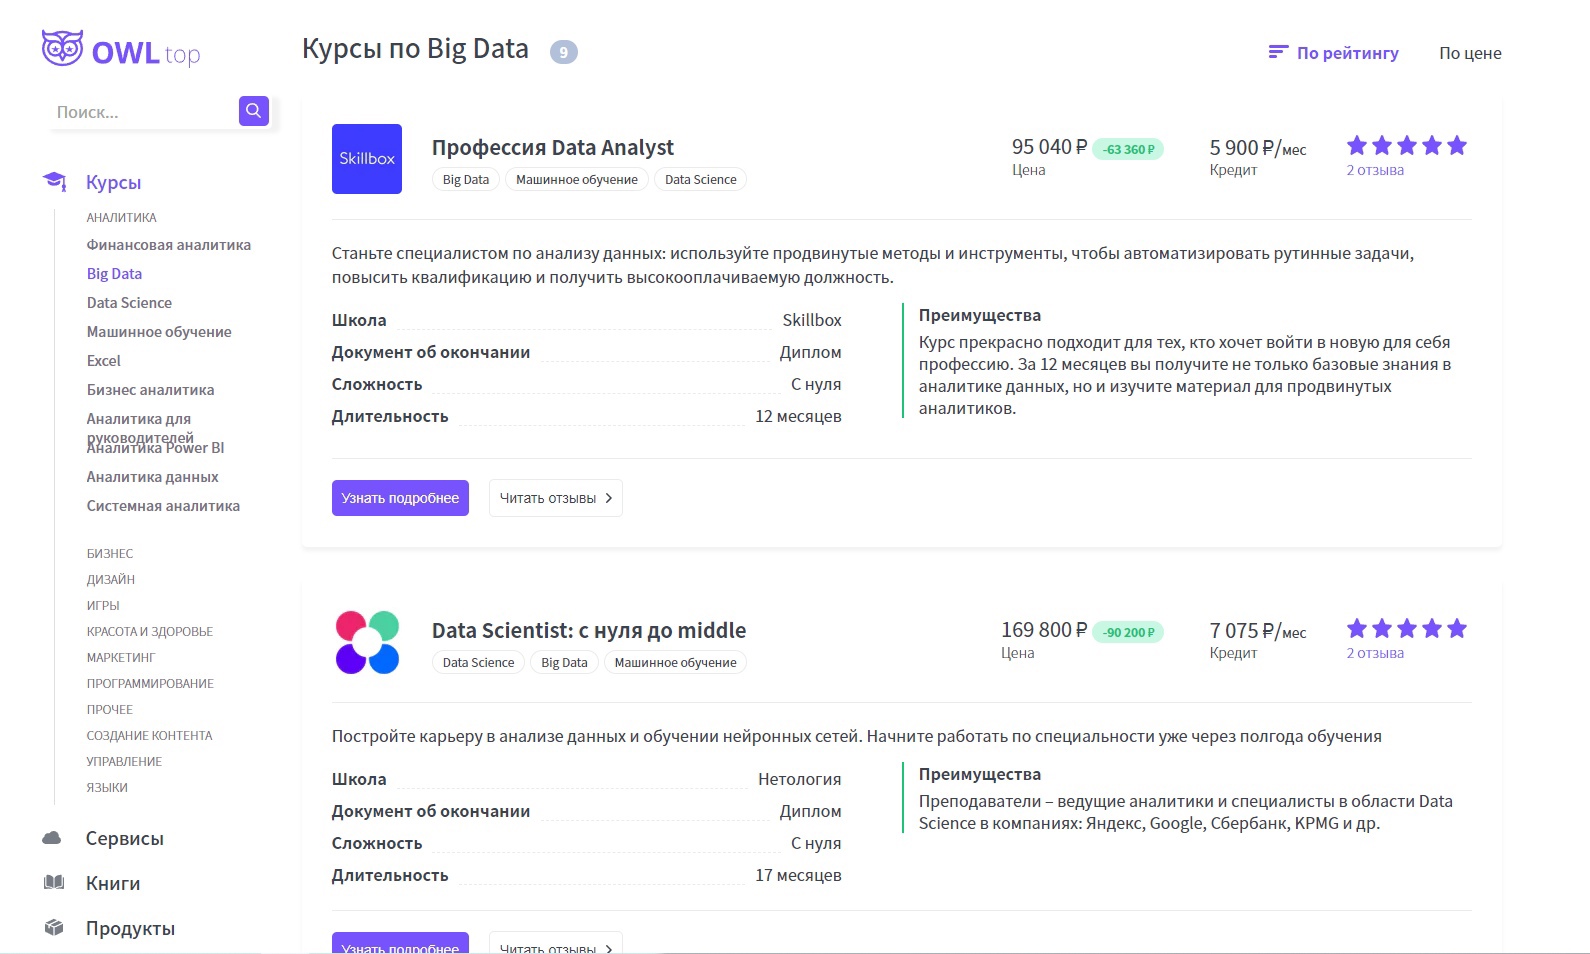 OWL top
Поиск...
Курсы
АНАЛИТИКА
Финансовая аналитика
Big Data
Data Science
Машинное обучение
Excel
Бизнес аналитика
Аналитика для
руководителей
Аналитика Power BI
Аналитика данных
Системная аналитика
БИЗНЕС
ДИЗАЙН
ИГРЫ
КРАСОТА И ЗДОРОВЬЕ
МАРКЕТИНГ
ПРОГРАММИРОВАНИЕ
ПРОЧЕЕ
СОЗДАНИЕ КОНТЕНТА
УПРАВЛЕНИЕ
ЯЗЫКИ
Сервисы
Книги
Продукты
Курсы по Big Data 9
По рейтингу По цене
Skillbox
Профессия Data Analyst
Big Data Машинное обучение Data Science
95 040 ₽ -63 360 ₽
Цена
5 900 ₽/мес
Кредит
2 отзыва
Станьте специалистом по анализу данных: используйте продвинутые методы и инструменты, чтобы автоматизировать рутинные задачи,
повысить квалификацию и получить высокооплачиваемую должность.
Школа Skillbox
Документ об окончании Диплом
Сложность С нуля
Длительность 12 месяцев
Преимущества
Курс прекрасно подходит для тех, кто хочет войти в новую для себя
профессию. За 12 месяцев вы получите не только базовые знания в
аналитике данных, но и изучите материал для продвинутых
аналитиков.
Узнать подробнее Читать отзывы
Data Scientist: с нуля до middle
Data Science Big Data Машинное обучение
169 800 ₽ -90 200 ₽
Цена
7 075 ₽/мес
Кредит
2 отзыва
Постройте карьеру в анализе данных и обучении нейронных сетей. Начните работать по специальности уже через полгода обучения
Школа Нетология
Документ об окончании Диплом
Сложность С нуля
Длительность 17 месяцев
Преимущества
Преподаватели – ведущие аналитики и специалисты в области Data
Science в компаниях: Яндекс, Google, Сбербанк, KPMG и др.
Узнать подробнее Читать отзывы